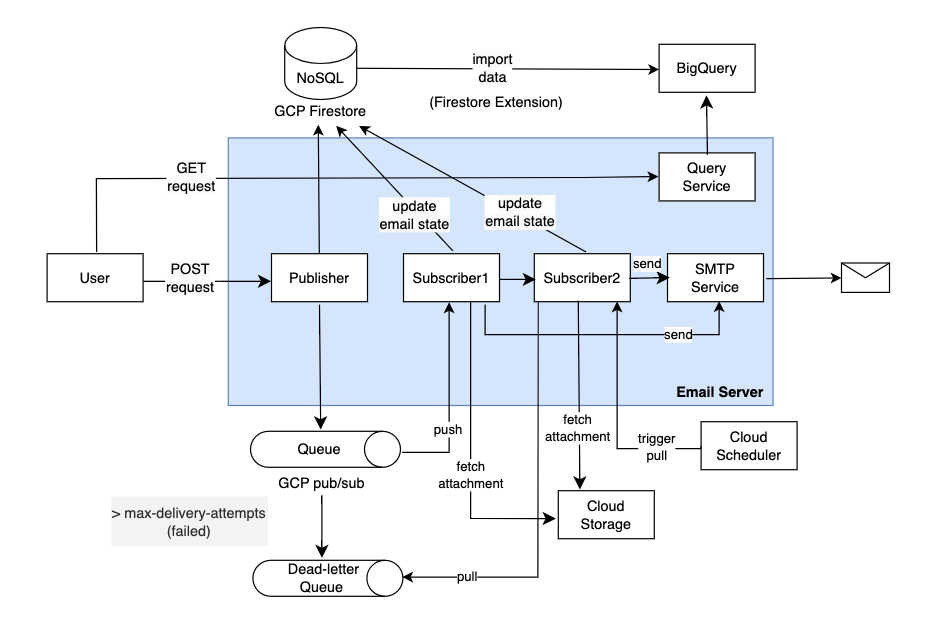 NoSQL
GCP Firestore
import
data
(Firestore Extension)
BigQuery
GET
request
Query
Service
update
email state
update
email state
User
POST
request
Publisher
Subscriber1
Subscriber2
send
SMTP
Service
send
Email Server
push
fetch
attachment
trigger
pull
Cloud
Scheduler
Queue
GCP pub/sub
fetch
attachment
> max-delivery-attempts
(failed)
Cloud
Storage
Dead-letter
Queue
pull